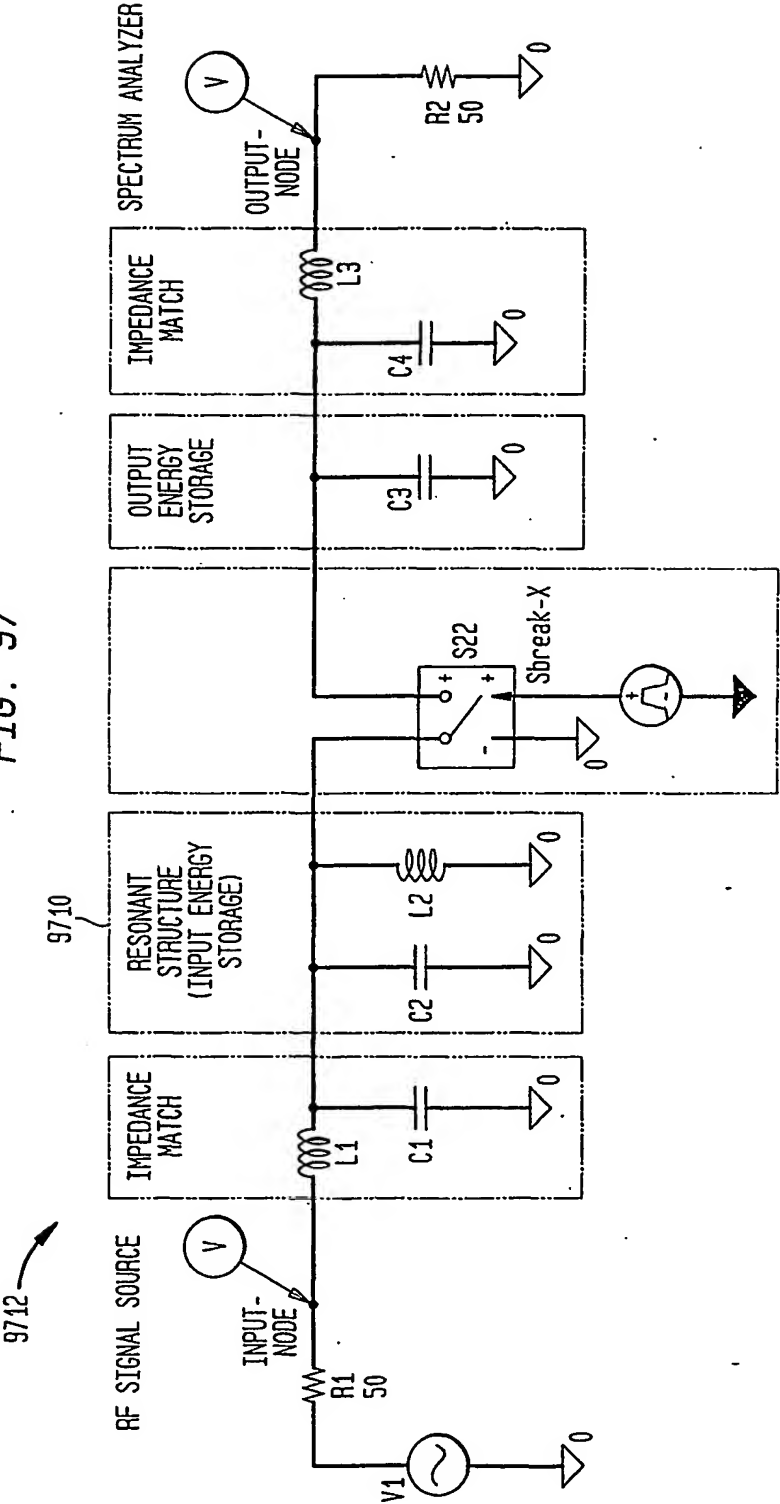 FIG. 97
9712
9710
RF SIGNAL SOURCE
IMPEDANCE
MATCH
RESONANT
STRUCTURE
(INPUT ENERGY
STORAGE)
OUTPUT
ENERGY
STORAGE
IMPEDANCE
MATCH
SPECTRUM ANALYZER
V
INPUT-
NODE
V
OUTPUT-
NODE
V1
0
R1
50
L1
C1
0
C2
0
L2
0
S22
+
+
-
0
Sbreak-X
+
-
C3
0
C4
0
L3
R2
50
0